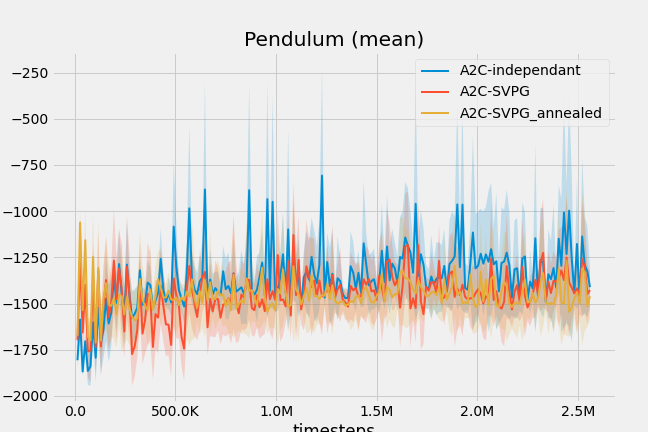 Pendulum (mean)
A2C-independant
A2C-SVPG
A2C-SVPG_annealed
−250
−500
−750
−1000
−1250
−1500
−1750
−2000
0.0 500.0K 1.0M 1.5M 2.0M 2.5M
timesteps